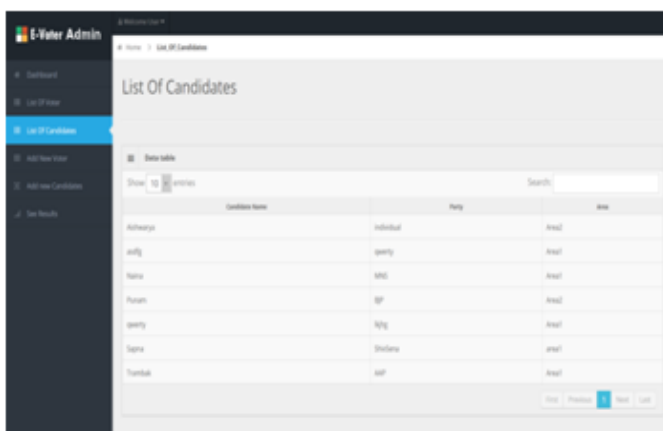 E-Voter Admin
Welcome User
Home > List_Of_Candidates
Dashboard
List Of Voter
List Of Candidates
Add New Voter
Add new Candidates
See Results
List Of Candidates
Data table
Show 10 entries
Search:
Candidate Name Party Area
Aishwarya individual Area2
asdfg qwerty Area1
Naina MNS Area1
Punam BJP Area2
qwerty Area1
Sapna ShivSena area1
Trambak AAP Area1
First Previous 1 Next Last